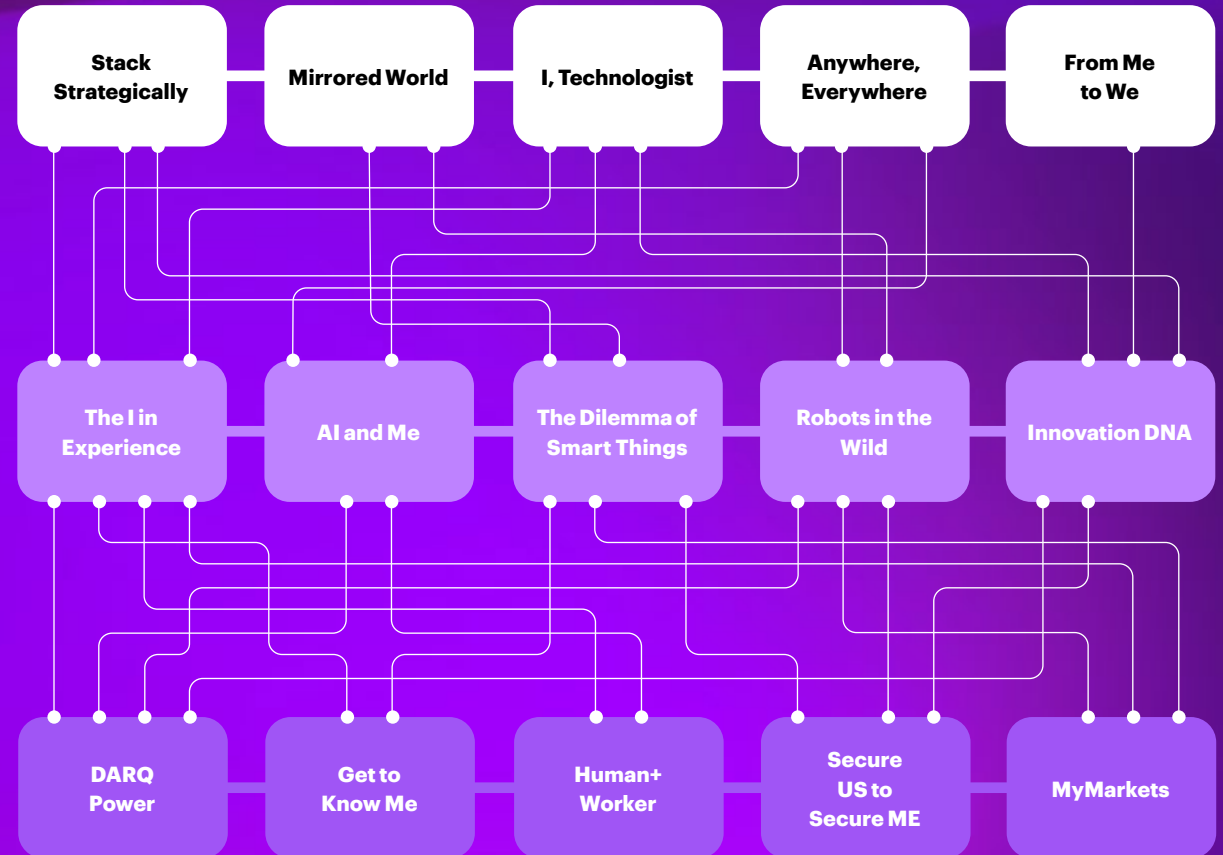 Stack
Strategically
Mirrored World
I, Technologist
Anywhere,
Everywhere
From Me
to We
The I in
Experience
AI and Me
The Dilemma of
Smart Things
Robots in the
Wild
Innovation DNA
DARQ
Power
Get to
Know Me
Human+
Worker
Secure
US to
Secure ME
MyMarkets